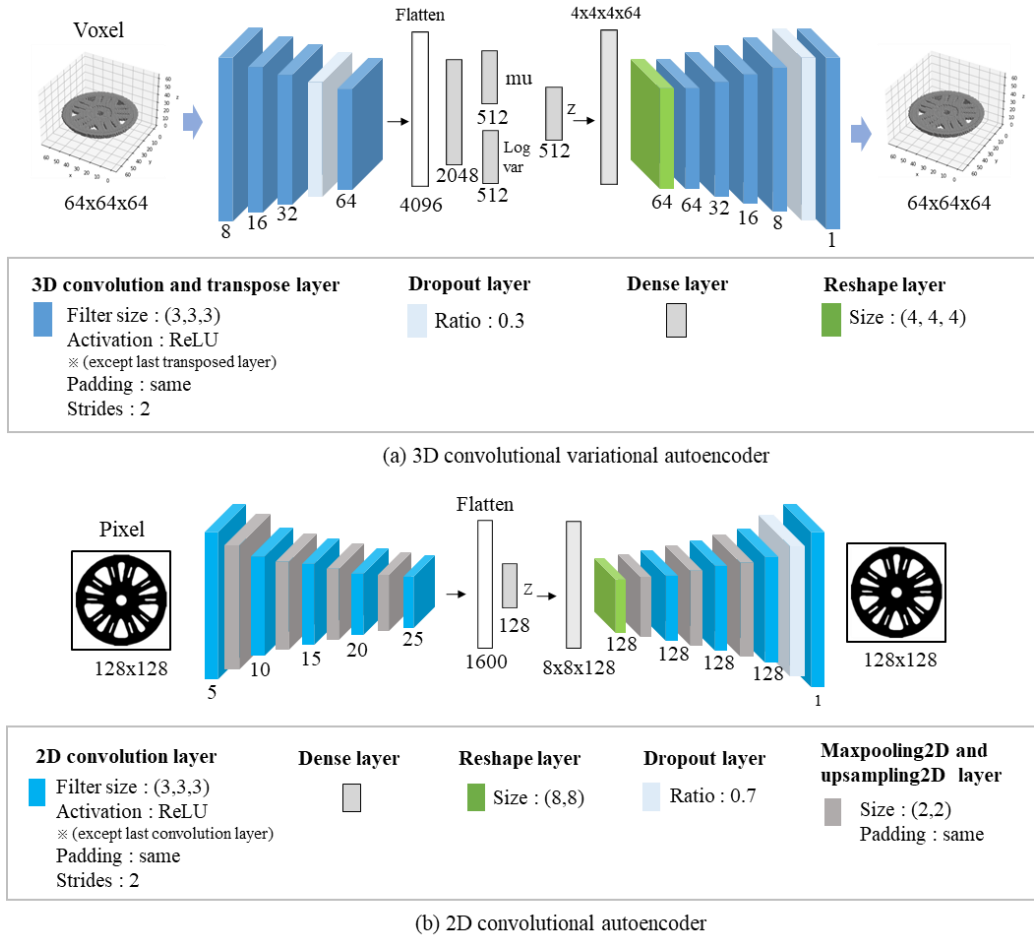 Voxel
64x64x64
8
16
32
64
Flatten
4096
2048
512
mu
Log
var
512
512
Z
4x4x4x64
64
64
32
16
8
1
64x64x64
3D convolution and transpose layer
Filter size : (3,3,3)
Activation : ReLU
※ (except last transposed layer)
Padding : same
Strides : 2
Dropout layer
Ratio : 0.3
Dense layer
Reshape layer
Size : (4, 4, 4)
(a) 3D convolutional variational autoencoder
Pixel
128x128
5
10
15
20
25
Flatten
1600
128
Z
8x8x128
128
128
128
128
1
128x128
2D convolution layer
Filter size : (3,3,3)
Activation : ReLU
※ (except last convolution layer)
Padding : same
Strides : 2
Dense layer
Reshape layer
Size : (8,8)
Dropout layer
Ratio : 0.7
Maxpooling2D and
upsampling2D layer
Size : (2,2)
Padding : same
(b) 2D convolutional autoencoder